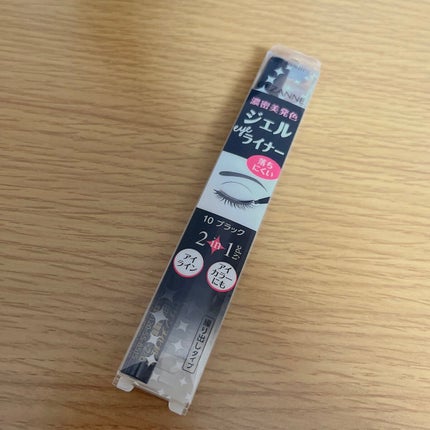 ZANNE
濃密美発色
ジェル
eye
ライナー
落ち
にくい
10 ブラック
2 in 1
アイ
ライン
アイ
カラーにも
繰り出しタイプ